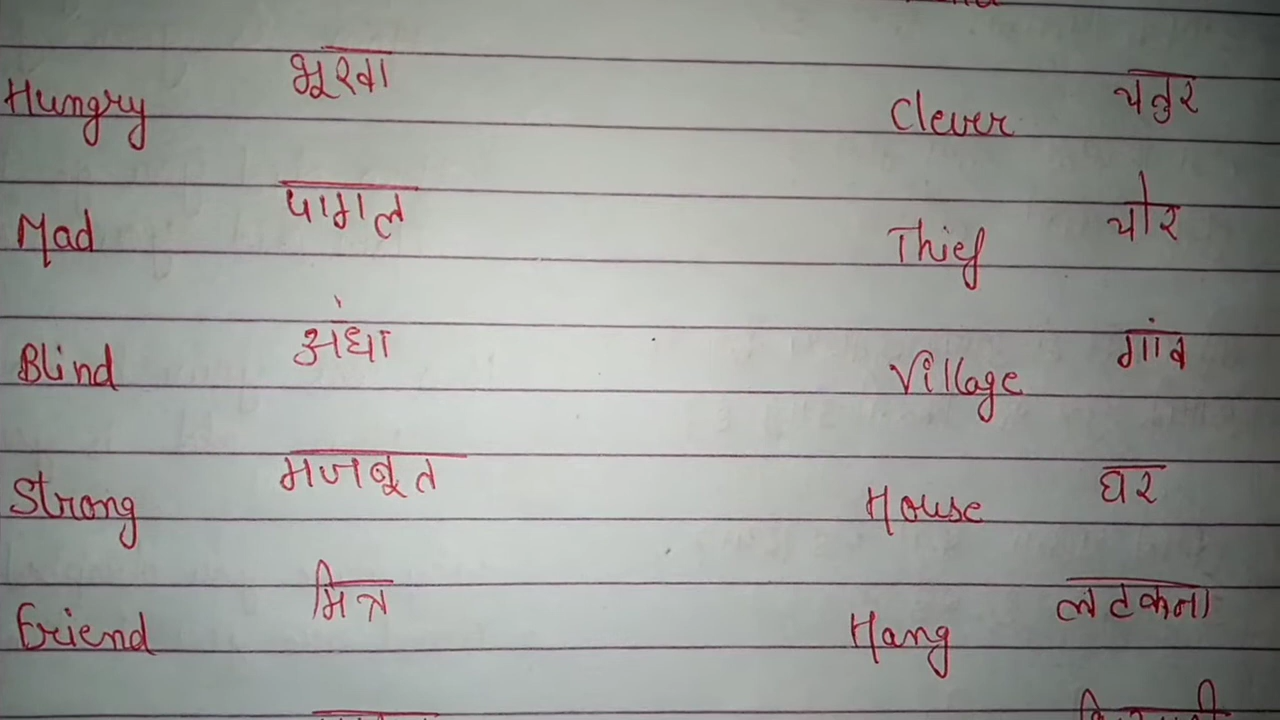 Hungry भूखा Clever चतुर
Mad पागल Thief चोर
Blind अंधा Village गांव
Strong मजबूत House घर
Friend मित्र Hang लटकना